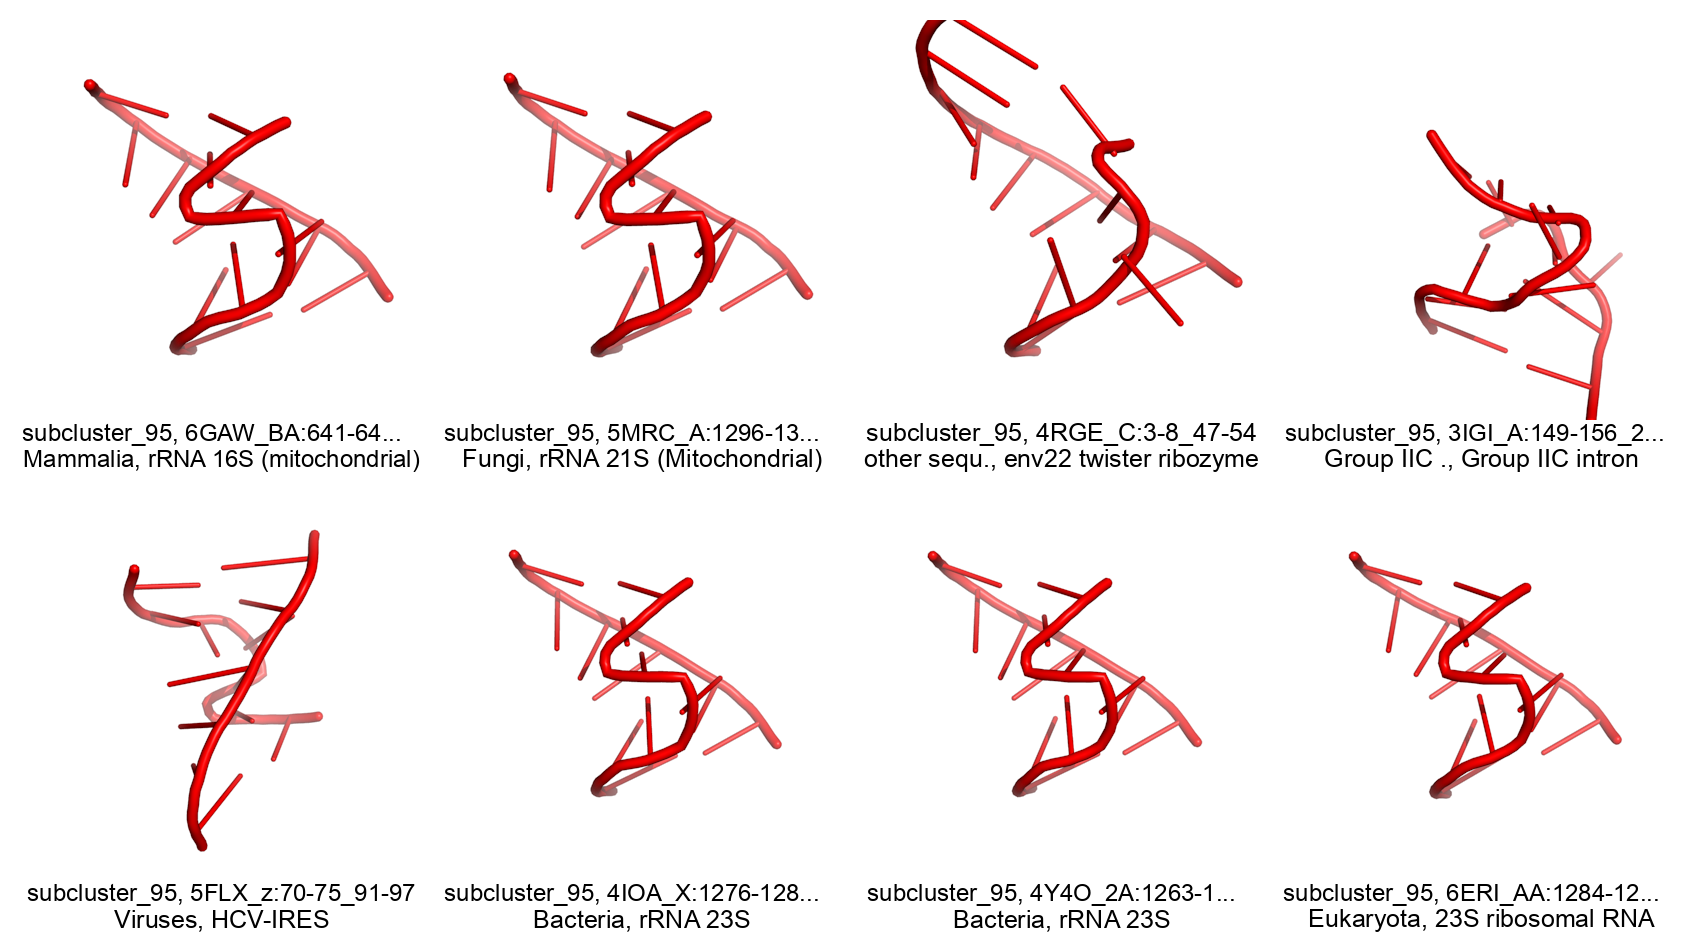 subcluster_95, 6GAW_BA:641-64...
Mammalia, rRNA 16S (mitochondrial)
subcluster_95, 5MRC_A:1296-13...
Fungi, rRNA 21S (Mitochondrial)
subcluster_95, 4RGE_C:3-8_47-54
other sequ., env22 twister ribozyme
subcluster_95, 3IGI_A:149-156_2...
Group IIC ., Group IIC intron
subcluster_95, 5FLX_z:70-75_91-97
Viruses, HCV-IRES
subcluster_95, 4IOA_X:1276-128...
Bacteria, rRNA 23S
subcluster_95, 4Y4O_2A:1263-1...
Bacteria, rRNA 23S
subcluster_95, 6ERI_AA:1284-12...
Eukaryota, 23S ribosomal RNA